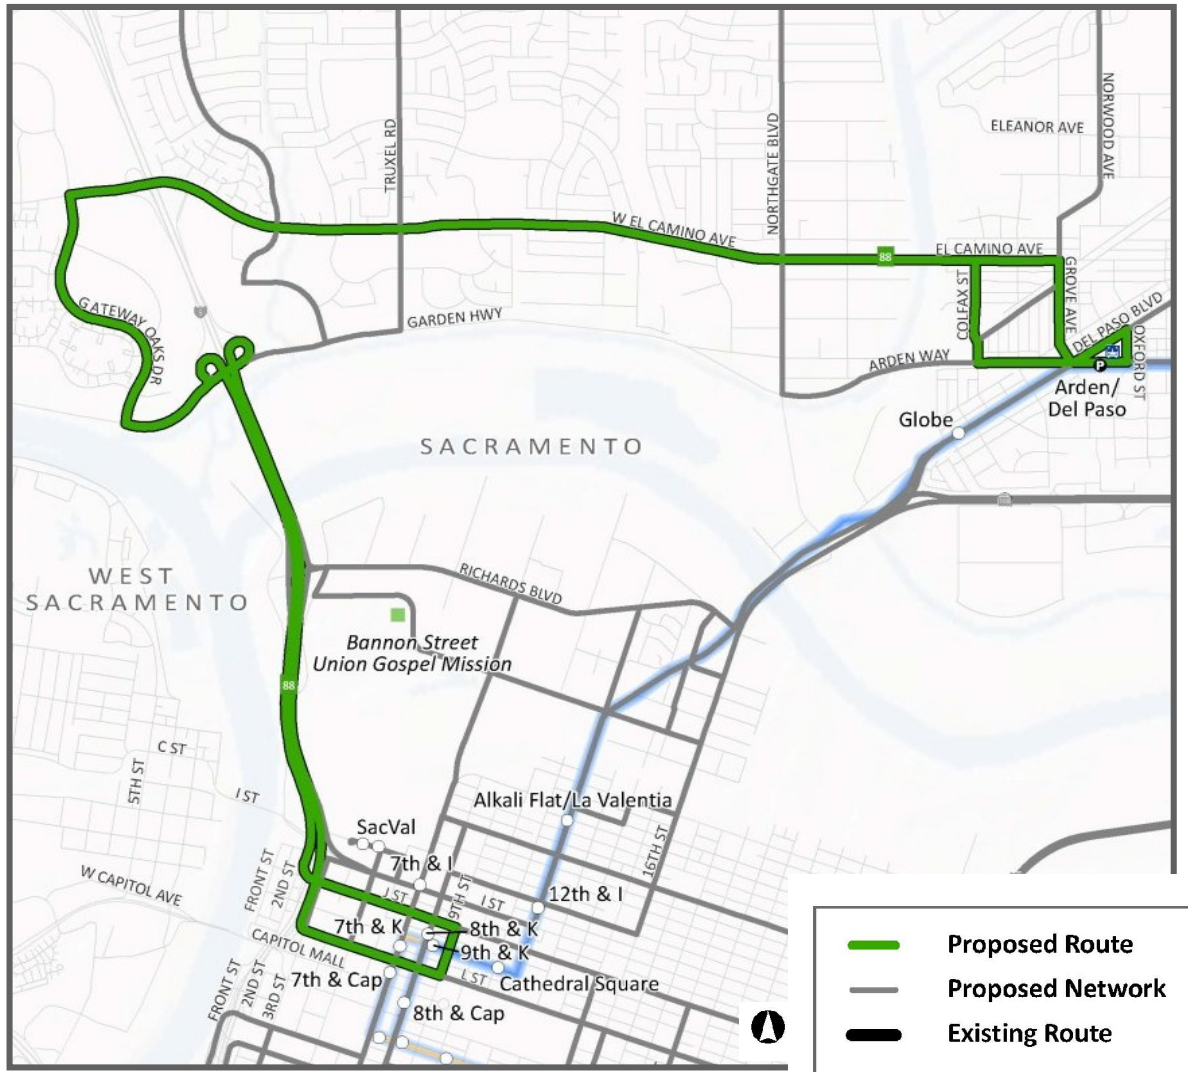 TRUXEL RD
NORTHGATE BLVD
NORWOOD AVE
ELEANOR AVE
W EL CAMINO AVE
EL CAMINO AVE
88
COLFAX ST
GROVE AVE
DEL PASO BLVD
OXFORD ST
GATEWAY OAKS DR
GARDEN HWY
ARDEN WAY
P
Arden/
Del Paso
Globe
SACRAMENTO
WEST
SACRAMENTO
RICHARDS BLVD
Bannon Street
Union Gospel Mission
88
C ST
5TH ST
I ST
Alkali Flat/La Valentia
SacVal
16TH ST
7th & I
W CAPITOL AVE
FRONT ST
2ND ST
J ST
9TH ST
I ST
12th & I
7th & K
8th & K
9th & K
CAPITOL MALL
7th & Cap
L ST
Cathedral Square
FRONT ST
2ND ST
3RD ST
8th & Cap
Proposed Route
Proposed Network
Existing Route